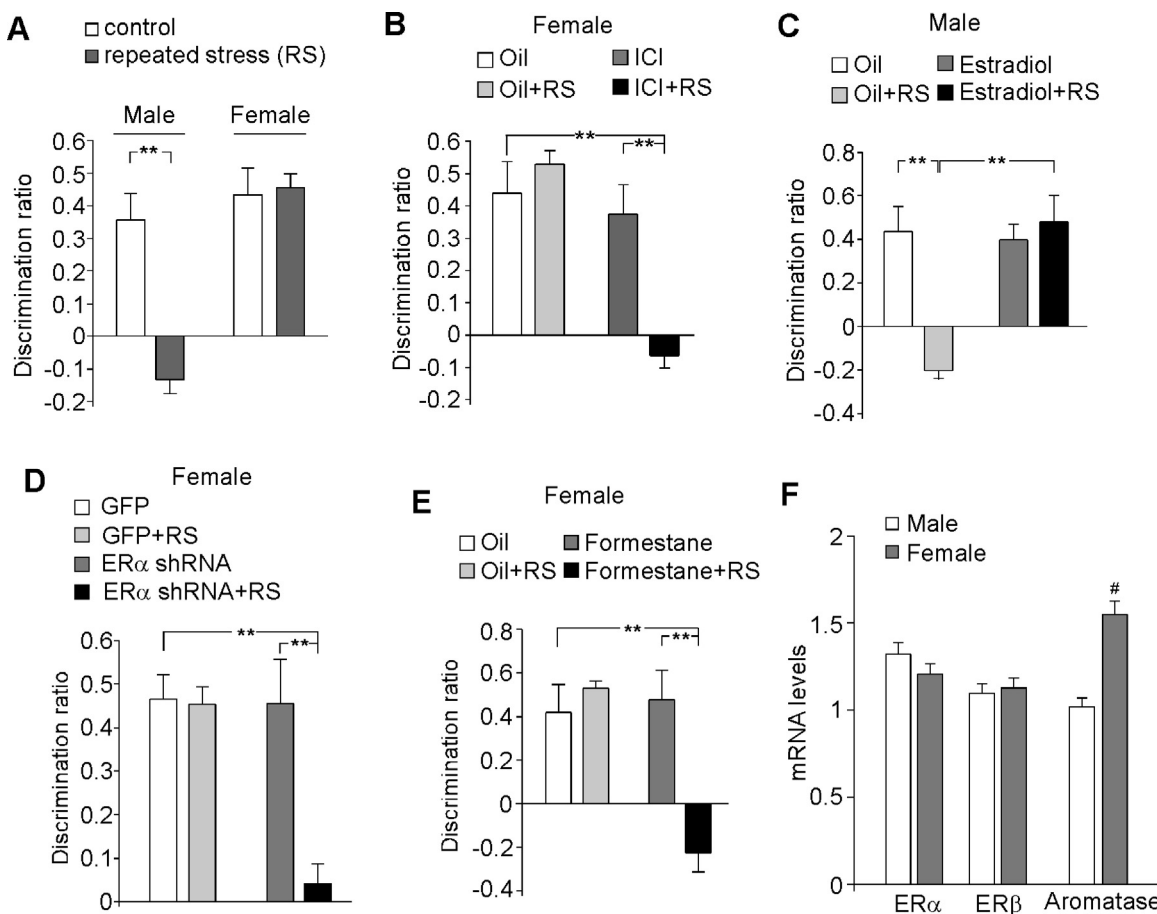 A
control
repeated stress (RS)
Male
Female
**
Discrimination ratio
0.6
0.5
0.4
0.3
0.2
0.1
0
-0.1
-0.2
B
Female
Oil
ICI
Oil+RS
ICI+RS
**
**
Discrimination ratio
0.6
0.5
0.4
0.3
0.2
0.1
0
-0.1
-0.2
C
Male
Oil
Estradiol
Oil+RS
Estradiol+RS
**
**
Discrimination ratio
0.8
0.6
0.4
0.2
0
-0.2
-0.4
D
Female
GFP
GFP+RS
ERα shRNA
ERα shRNA+RS
**
**
Discrimination ratio
0.6
0.5
0.4
0.3
0.2
0.1
0
E
Female
Oil
Formestane
Oil+RS
Formestane+RS
**
**
Discrimination ratio
0.8
0.6
0.4
0.2
0
-0.2
-0.4
F
Male
Female
#
mRNA levels
2
1.5
1
0.5
0
ERα
ERβ
Aromatase